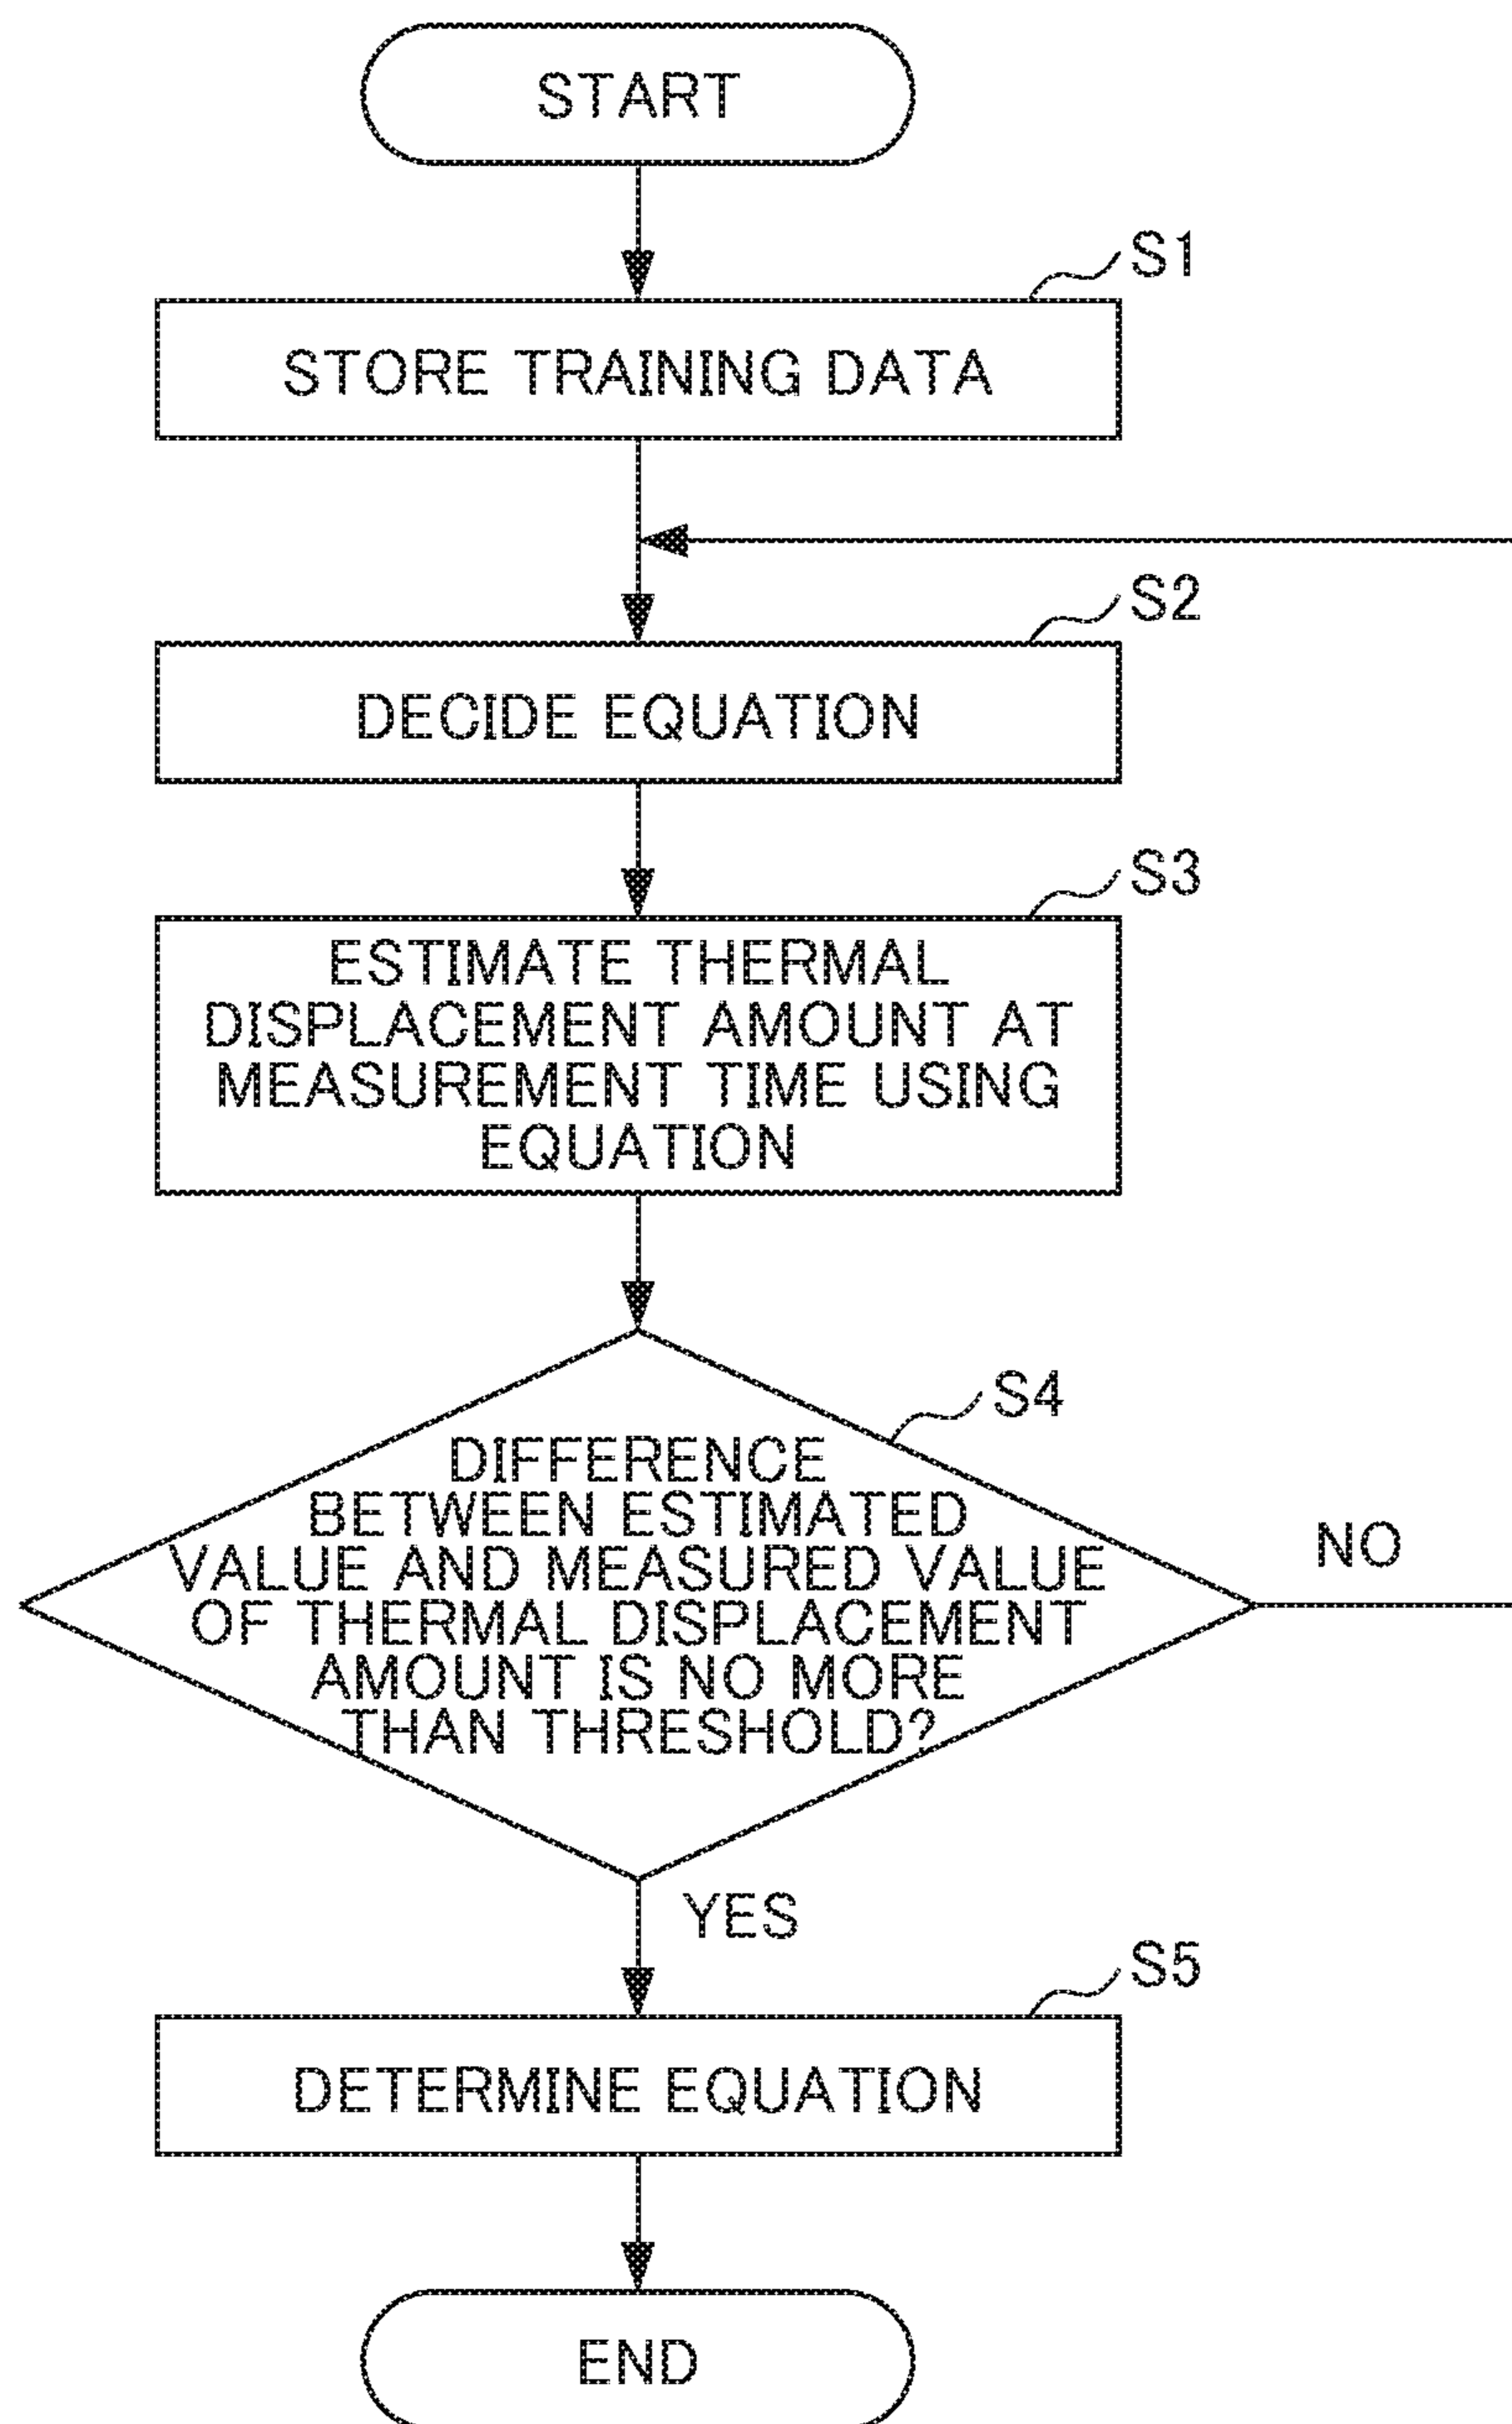 START
S1
STORE TRAINING DATA
S2
DECIDE EQUATION
S3
ESTIMATE THERMAL
DISPLACEMENT AMOUNT AT
MEASUREMENT TIME USING
EQUATION
S4
DIFFERENCE
BETWEEN ESTIMATED
VALUE AND MEASURED VALUE
OF THERMAL DISPLACEMENT
AMOUNT IS NO MORE
THAN THRESHOLD?
NO
YES
S5
DETERMINE EQUATION
END